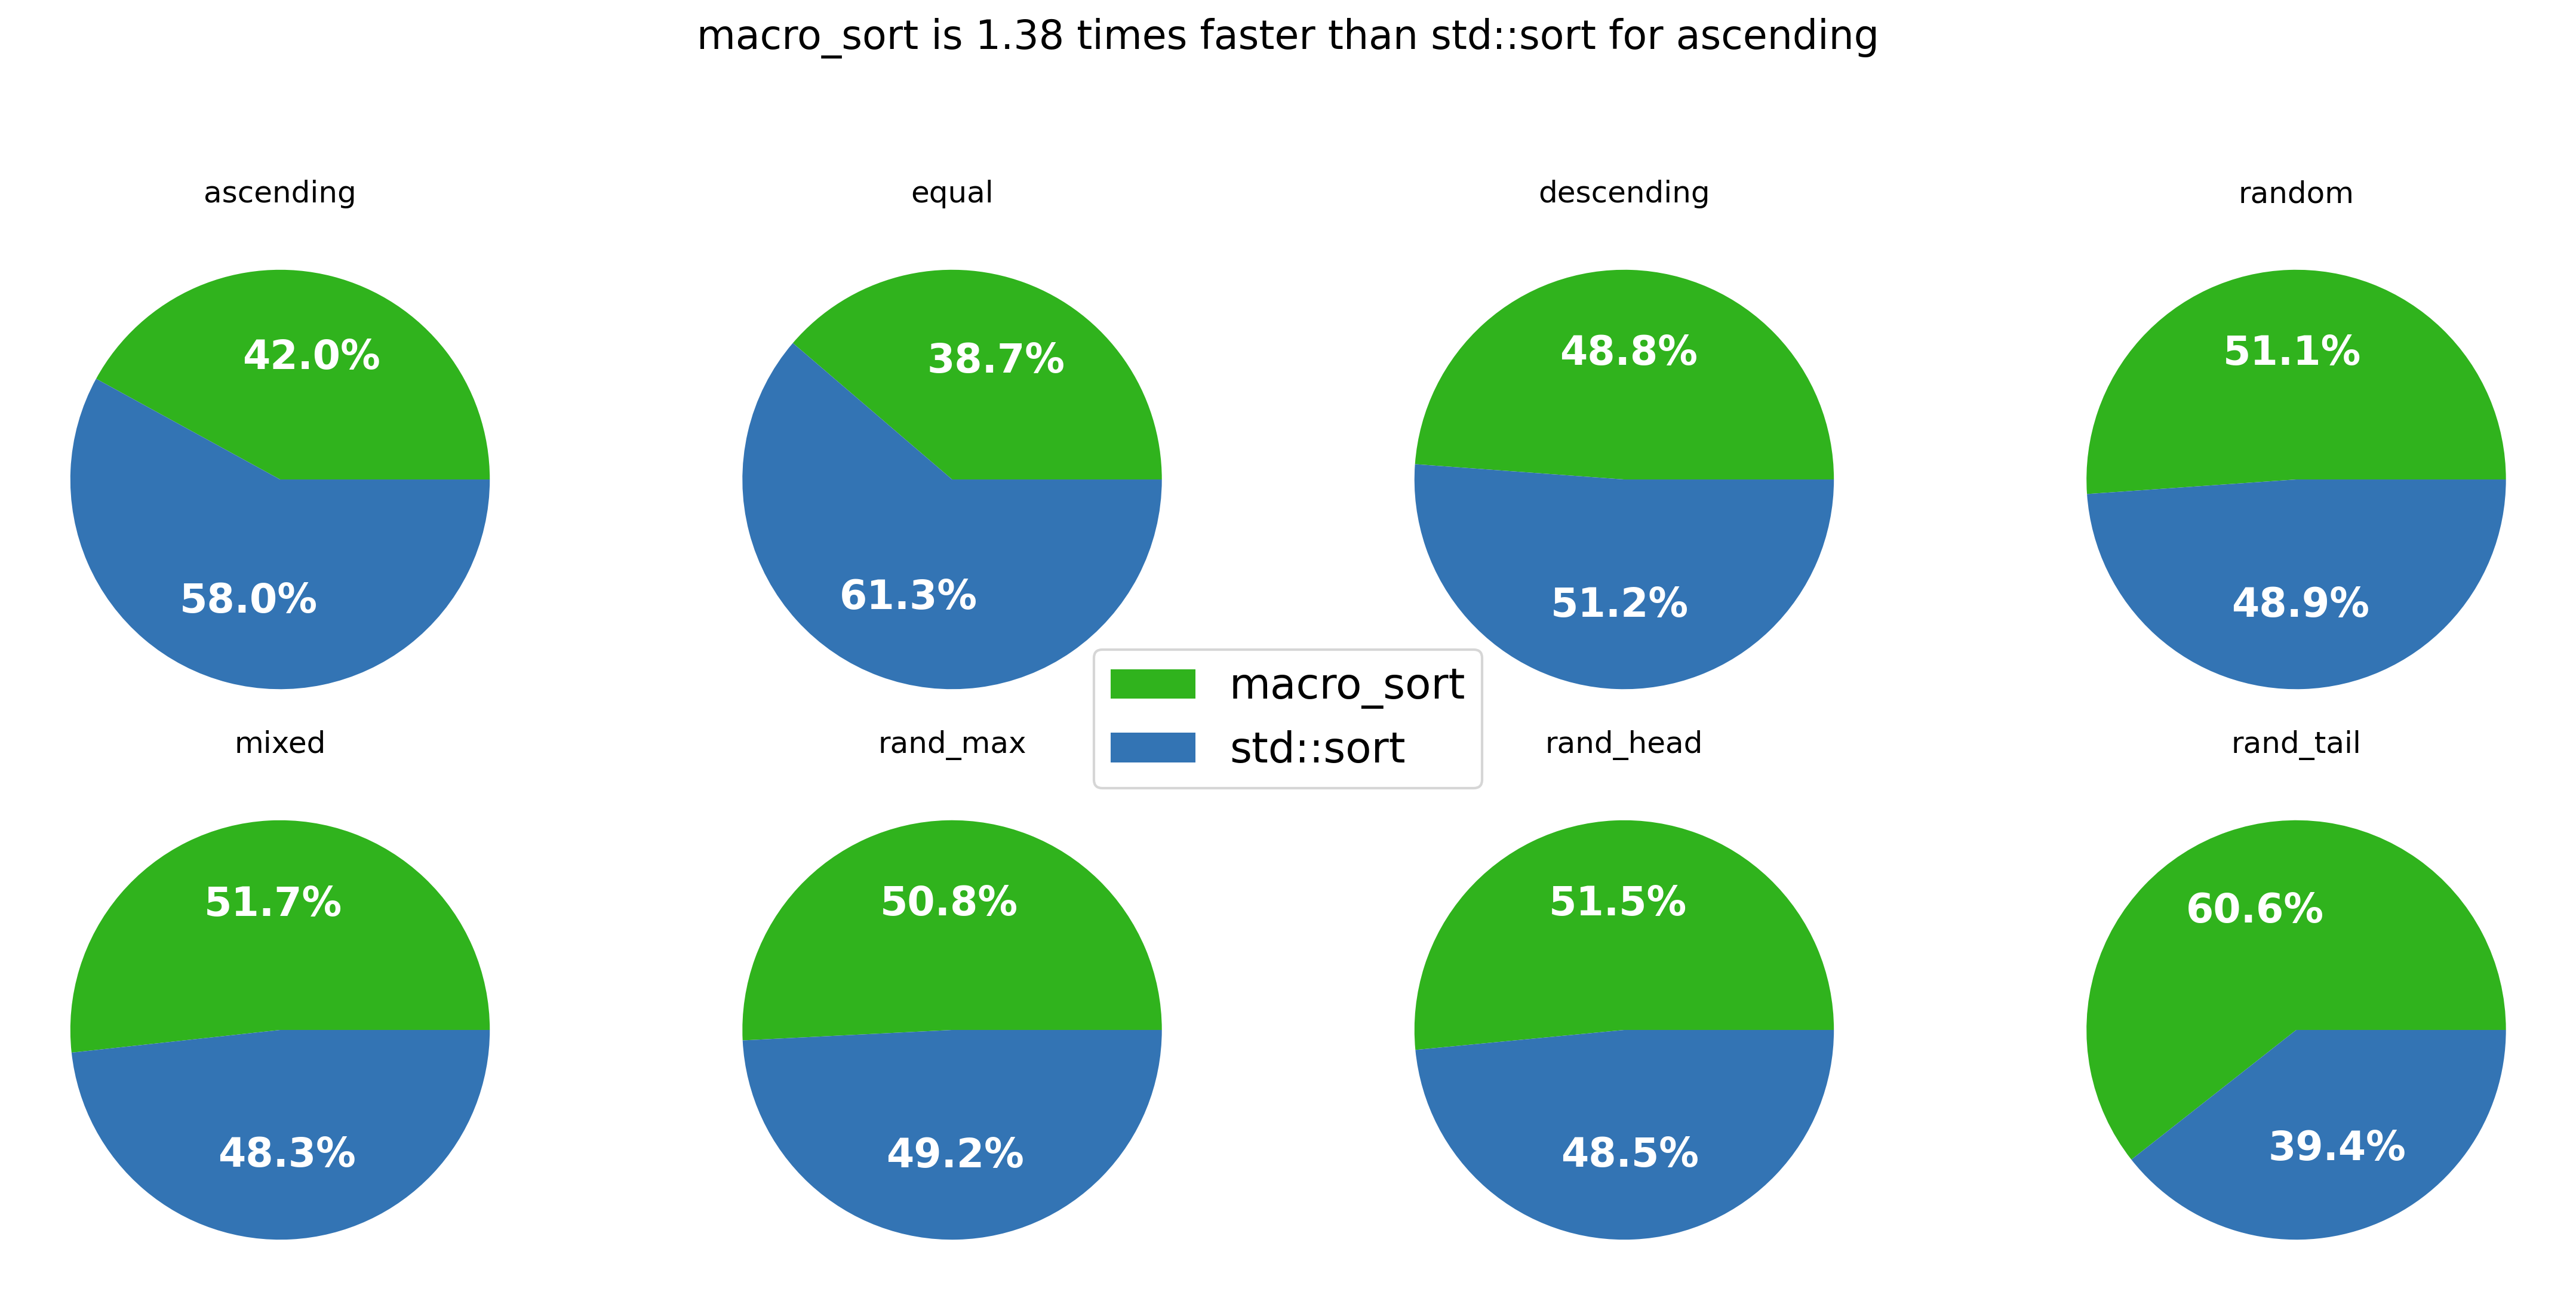 macro_sort is 1.38 times faster than std::sort for ascending
ascending
equal
descending
random
42.0%
58.0%
38.7%
61.3%
48.8%
51.2%
51.1%
48.9%
macro_sort
std::sort
mixed
rand_max
rand_head
rand_tail
51.7%
48.3%
50.8%
49.2%
51.5%
48.5%
60.6%
39.4%